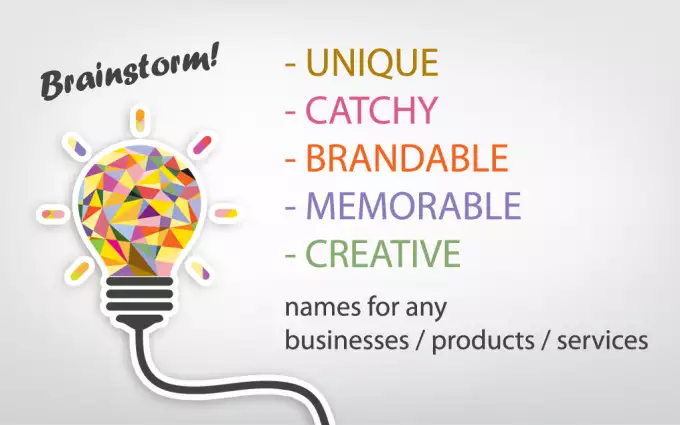 Brainstorm!
- UNIQUE
- CATCHY
- BRANDABLE
- MEMORABLE
- CREATIVE
names for any
businesses / products / services